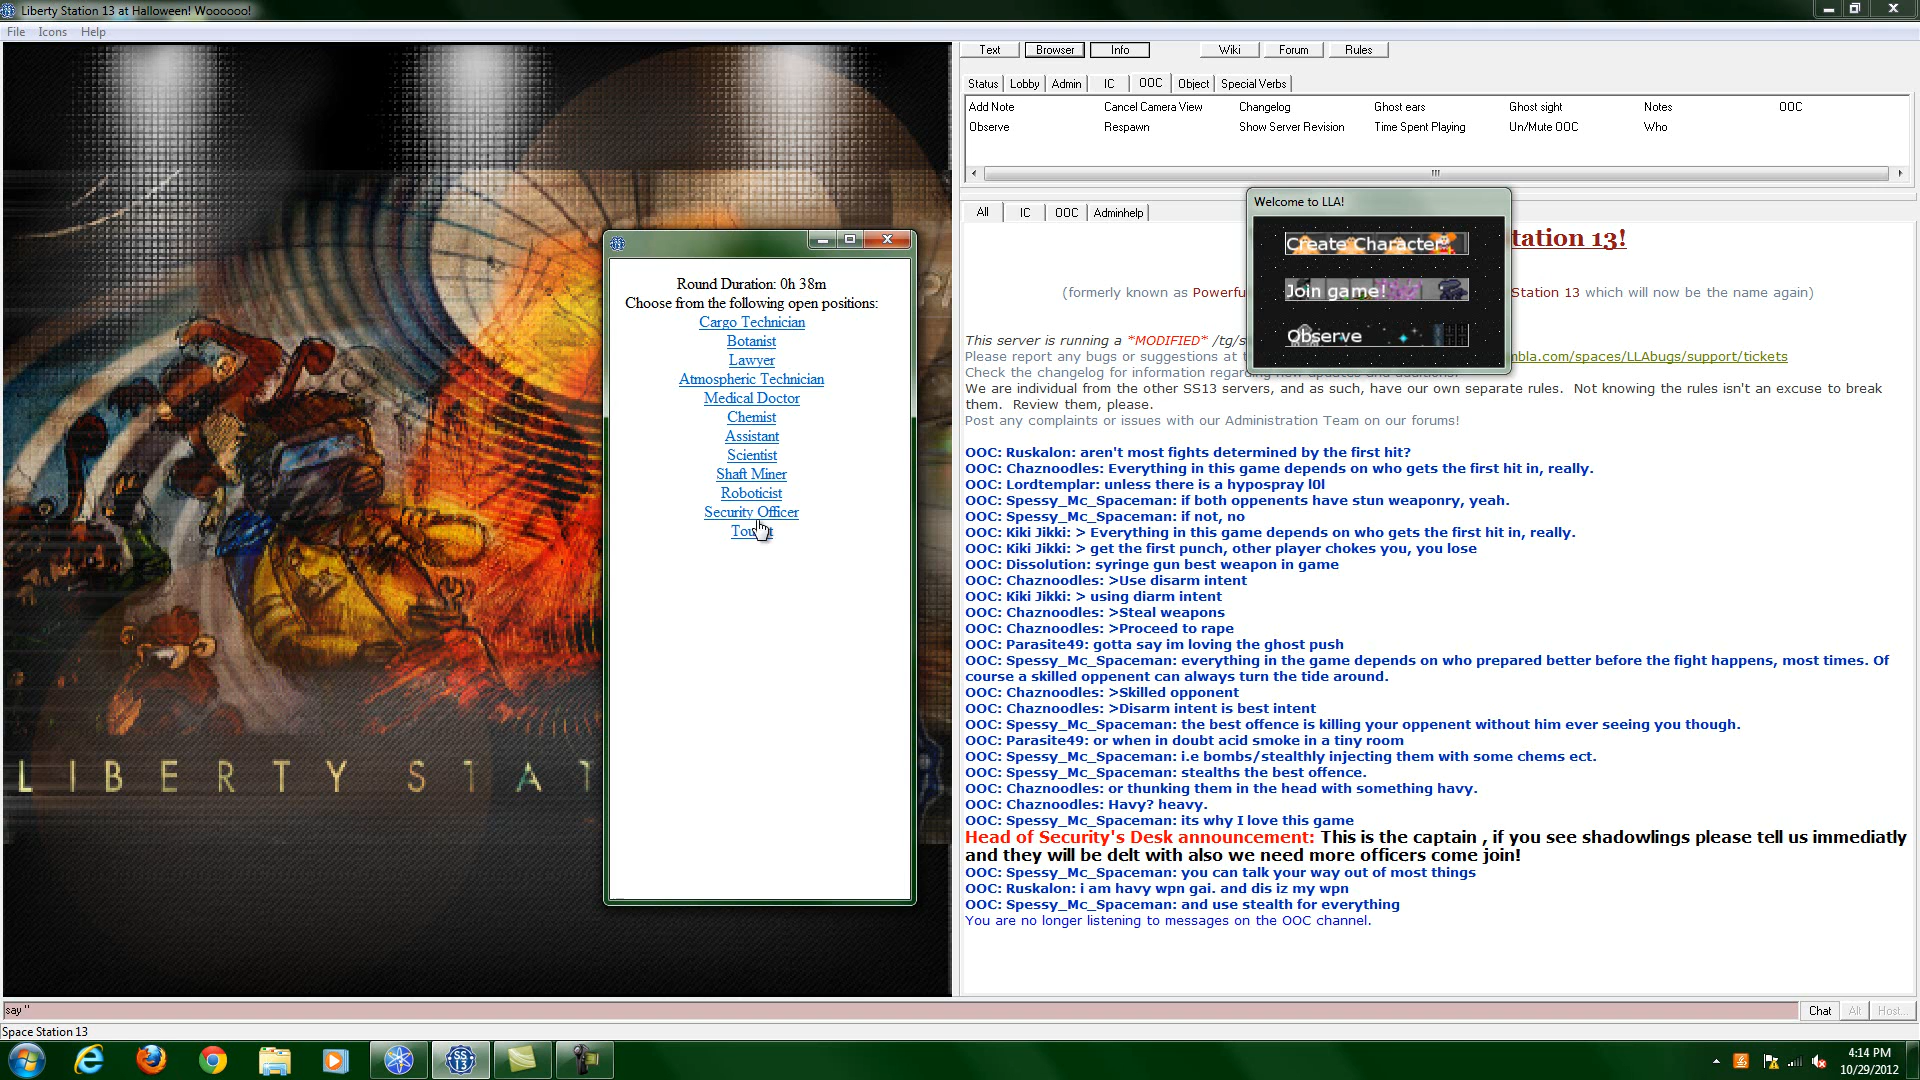 Liberty Station 13 at Halloween! Woooooo!
File Icons Help
Text Browser Info Wiki Forum Rules
Status Lobby Admin IC OOC Object Special Verbs
Add Note Cancel Camera View Changelog Ghost ears Ghost sight Notes OOC
Observe Respawn Show Server Revision Time Spent Playing Un/Mute OOC Who
All IC OOC Adminhelp
Welcome to LLA!
Create Character
Join game!
Observe
Round Duration: 0h 38m
Choose from the following open positions:
Cargo Technician
Botanist
Lawyer
Atmospheric Technician
Medical Doctor
Chemist
Assistant
Scientist
Shaft Miner
Roboticist
Security Officer
LIBERTY STAT
tation 13!
(formerly known as Powerfu Station 13 which will now be the name again)
This server is running a *MODIFIED* /tg/s
Please report any bugs or suggestions at t mbla.com/spaces/LLAbugs/support/tickets
Check the changelog for information regarding new updates and additions!
We are individual from the other SS13 servers, and as such, have our own separate rules. Not knowing the rules isn't an excuse to break
them. Review them, please.
Post any complaints or issues with our Administration Team on our forums!
OOC: Ruskalon: aren't most fights determined by the first hit?
OOC: Chaznoodles: Everything in this game depends on who gets the first hit in, really.
OOC: Lordtemplar: unless there is a hypospray l0l
OOC: Spessy_Mc_Spaceman: if both oppenents have stun weaponry, yeah.
OOC: Spessy_Mc_Spaceman: if not, no
OOC: Kiki Jikki: > Everything in this game depends on who gets the first hit in, really.
OOC: Kiki Jikki: > get the first punch, other player chokes you, you lose
OOC: Dissolution: syringe gun best weapon in game
OOC: Chaznoodles: >Use disarm intent
OOC: Kiki Jikki: > using diarm intent
OOC: Chaznoodles: >Steal weapons
OOC: Chaznoodles: >Proceed to rape
OOC: Parasite49: gotta say im loving the ghost push
OOC: Spessy_Mc_Spaceman: everything in the game depends on who prepared better before the fight happens, most times. Of
course a skilled oppenent can always turn the tide around.
OOC: Chaznoodles: >Skilled opponent
OOC: Chaznoodles: >Disarm intent is best intent
OOC: Spessy_Mc_Spaceman: the best offence is killing your oppenent without him ever seeing you though.
OOC: Parasite49: or when in doubt acid smoke in a tiny room
OOC: Spessy_Mc_Spaceman: i.e bombs/stealthly injecting them with some chems ect.
OOC: Spessy_Mc_Spaceman: stealths the best offence.
OOC: Chaznoodles: or thunking them in the head with something havy.
OOC: Chaznoodles: Havy? heavy.
OOC: Spessy_Mc_Spaceman: its why I love this game
Head of Security's Desk announcement: This is the captain , if you see shadowlings please tell us immediatly
and they will be delt with also we need more officers come join!
OOC: Spessy_Mc_Spaceman: you can talk your way out of most things
OOC: Ruskalon: i am havy wpn gai. and dis iz my wpn
OOC: Spessy_Mc_Spaceman: and use stealth for everything
You are no longer listening to messages on the OOC channel.
say "
Chat Alt Host...
Space Station 13
SS 13
4:14 PM
10/29/2012